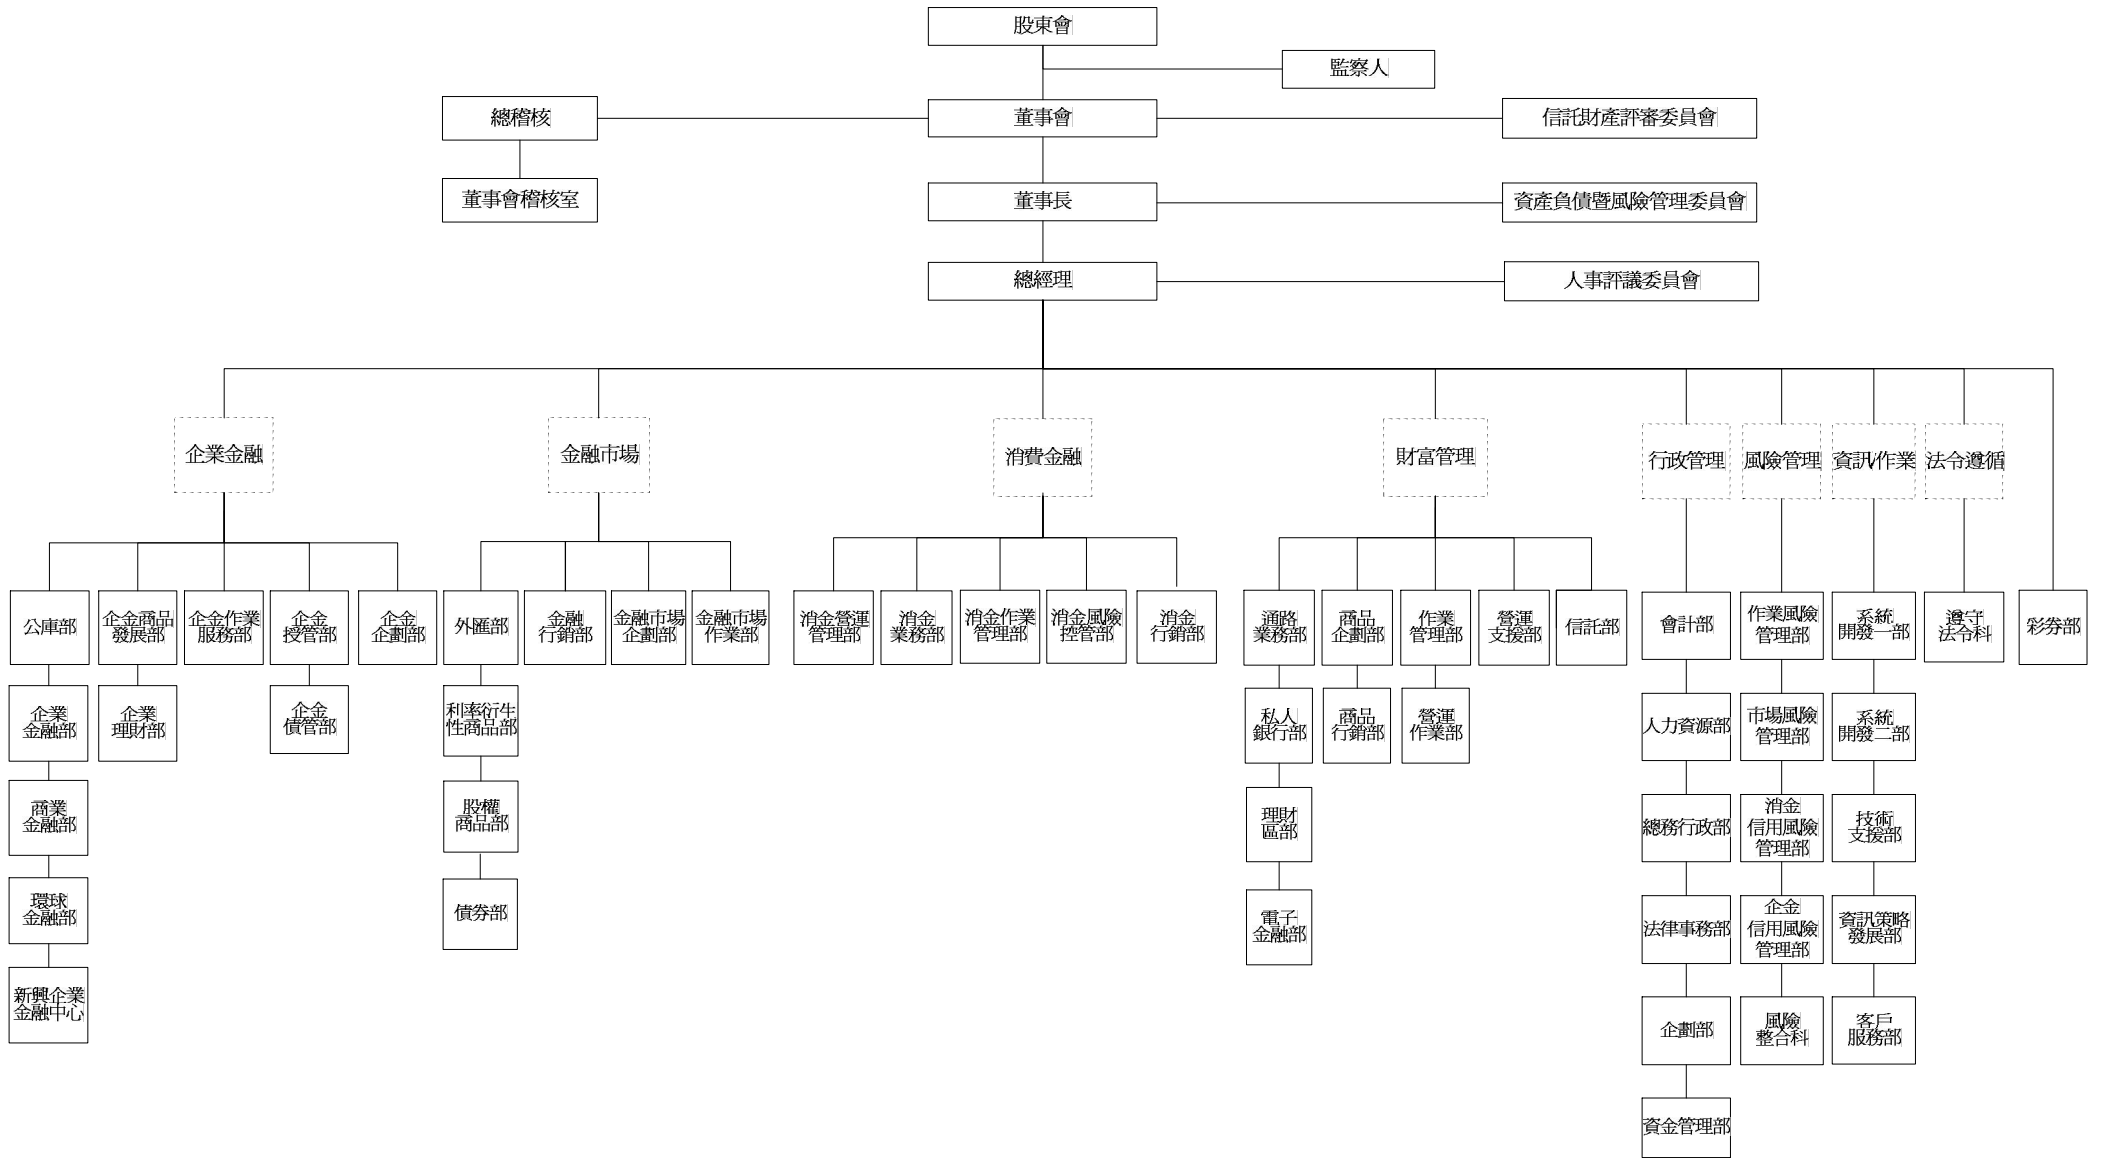 股東會
監察人
總稽核
董事會
信託財產評審委員會
董事會稽核室
董事長
資產負債暨風險管理委員會
總經理
人事評議委員會
企業金融
金融市場
消費金融
財富管理
行政管理
風險管理
資訊/作業
法令遵循
公庫部
企金商品
發展部
企金作業
服務部
企金
授管部
企金
企劃部
外匯部
金融
行銷部
金融市場
企劃部
金融市場
作業部
消金營運
管理部
消金
業務部
消金作業
管理部
消金風險
控管部
消金
行銷部
通路
業務部
商品
企劃部
作業
管理部
營運
支援部
信託部
會計部
作業風險
管理部
系統
開發一部
遵守
法令科
彩券部
企業
金融部
企業
理財部
企金
債管部
利率衍生
性商品部
私人
銀行部
商品
行銷部
營運
作業部
人力資源部
市場風險
管理部
系統
開發二部
商業
金融部
股權
商品部
理財
區部
總務行政部
消金
信用風險
管理部
技術
支援部
環球
金融部
債券部
電子
金融部
法律事務部
企金
信用風險
管理部
資訊策略
發展部
新興企業
金融中心
企劃部
風險
整合科
客戶
服務部
資金管理部